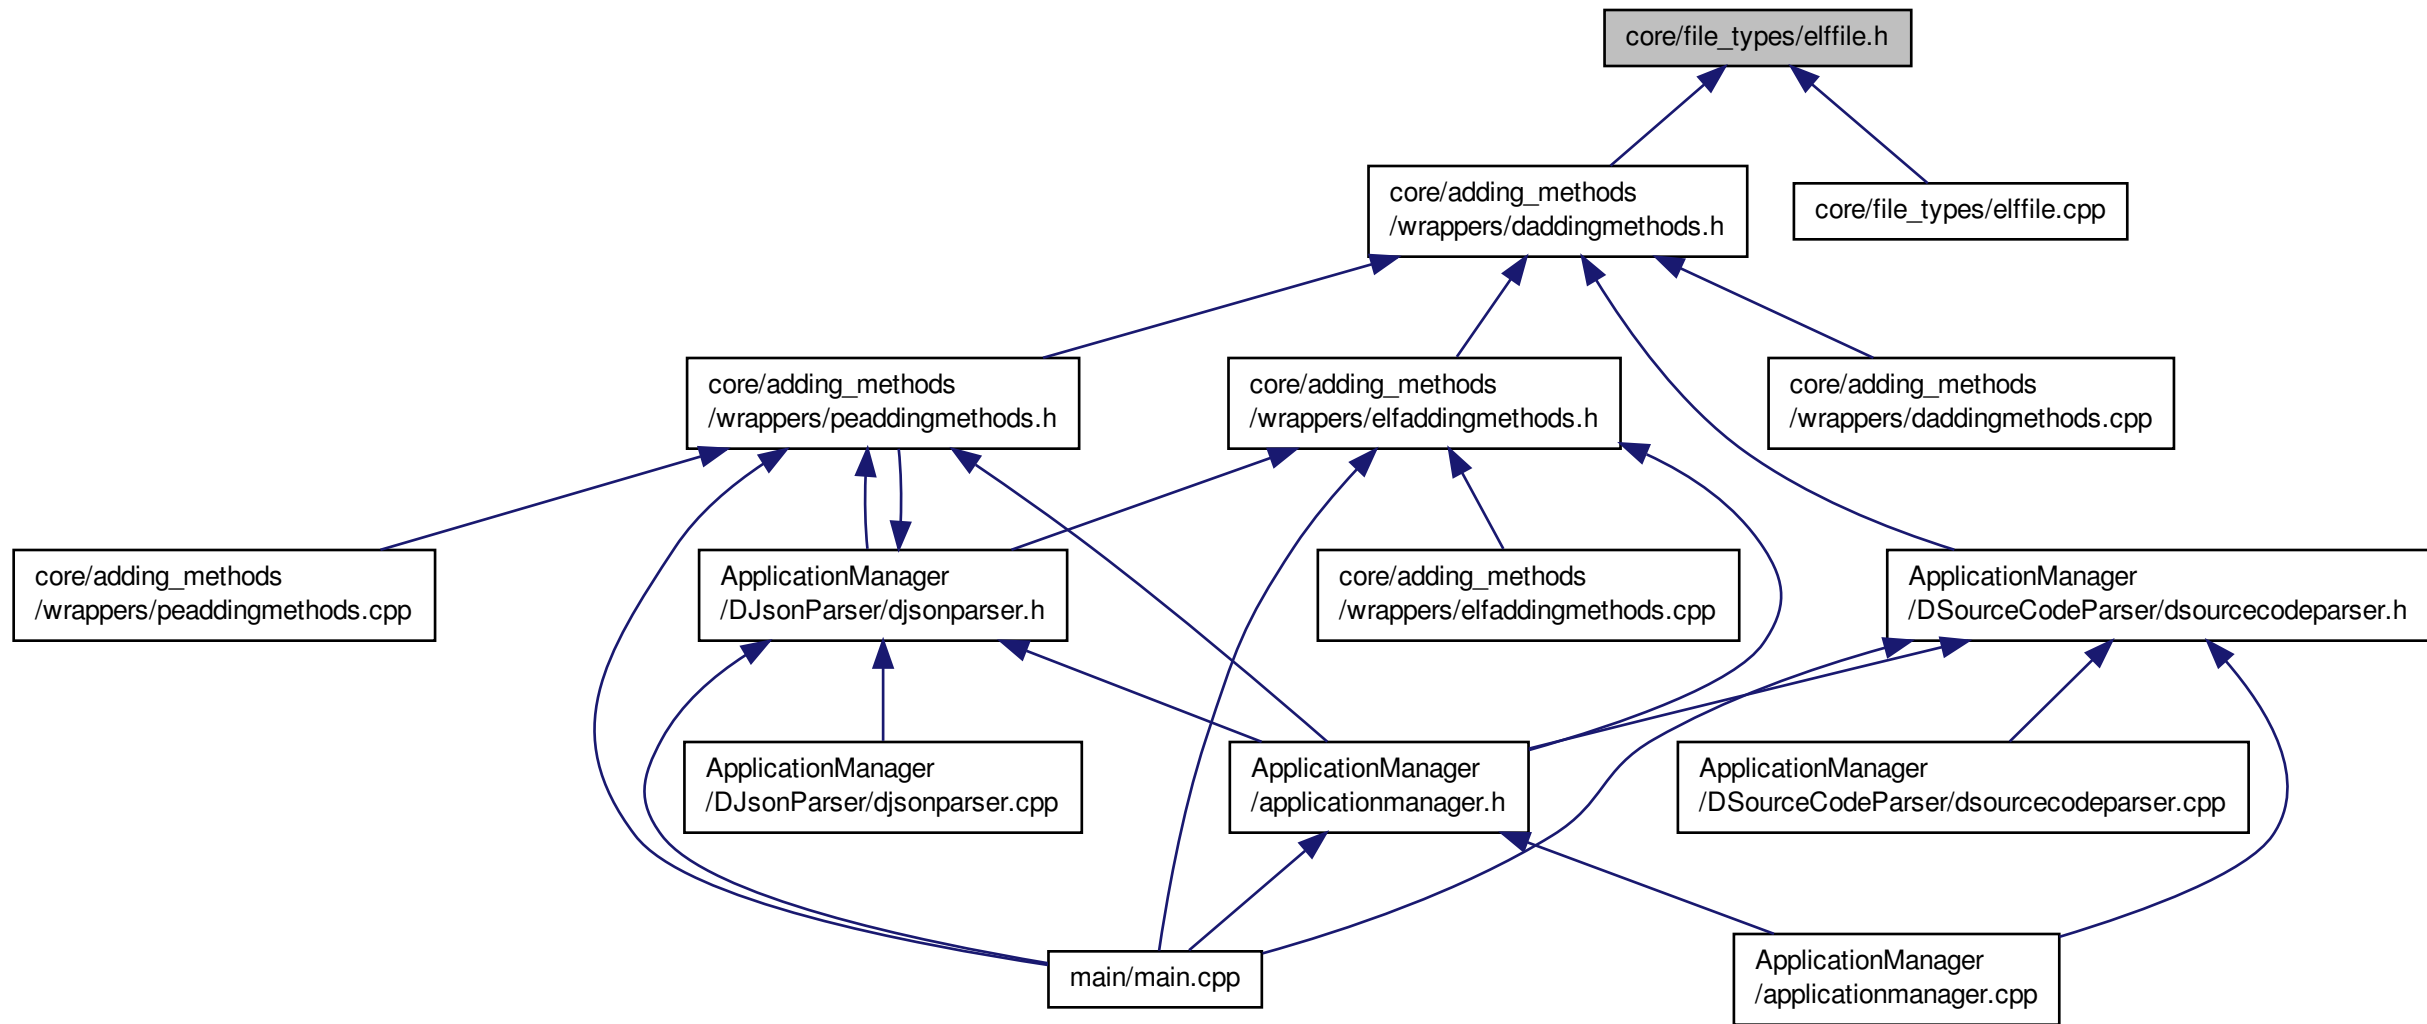 core/file_types/elffile.h
core/adding_methods
/wrappers/daddingmethods.h
core/file_types/elffile.cpp
core/adding_methods
/wrappers/peaddingmethods.h
core/adding_methods
/wrappers/elfaddingmethods.h
core/adding_methods
/wrappers/daddingmethods.cpp
core/adding_methods
/wrappers/peaddingmethods.cpp
ApplicationManager
/DJsonParser/djsonparser.h
core/adding_methods
/wrappers/elfaddingmethods.cpp
ApplicationManager
/DSourceCodeParser/dsourcecodeparser.h
ApplicationManager
/DJsonParser/djsonparser.cpp
ApplicationManager
/applicationmanager.h
ApplicationManager
/DSourceCodeParser/dsourcecodeparser.cpp
main/main.cpp
ApplicationManager
/applicationmanager.cpp